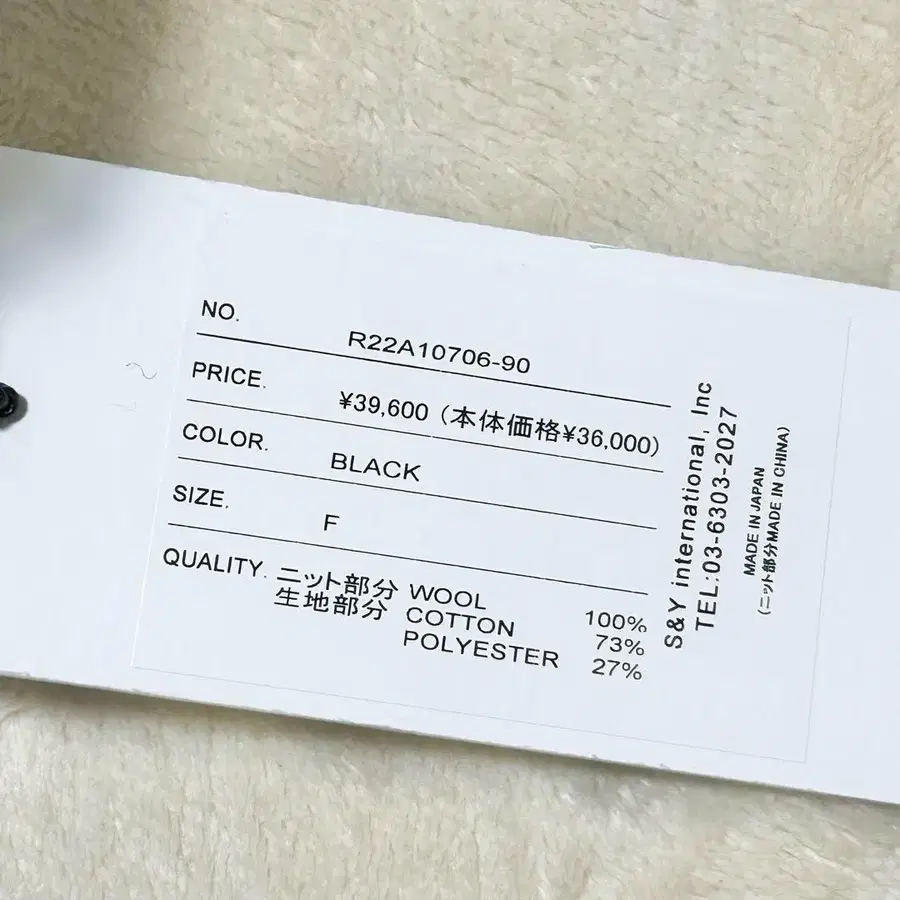 NO. R22A10706-90
PRICE. ¥39,600 (本体価格¥36,000)
COLOR. BLACK
SIZE. F
QUALITY. ニット部分 WOOL 100%
生地部分 COTTON 73%
POLYESTER 27%
S&Y international, Inc
TEL:03-6303-2027
MADE IN JAPAN
(ニット部分MADE IN CHINA)